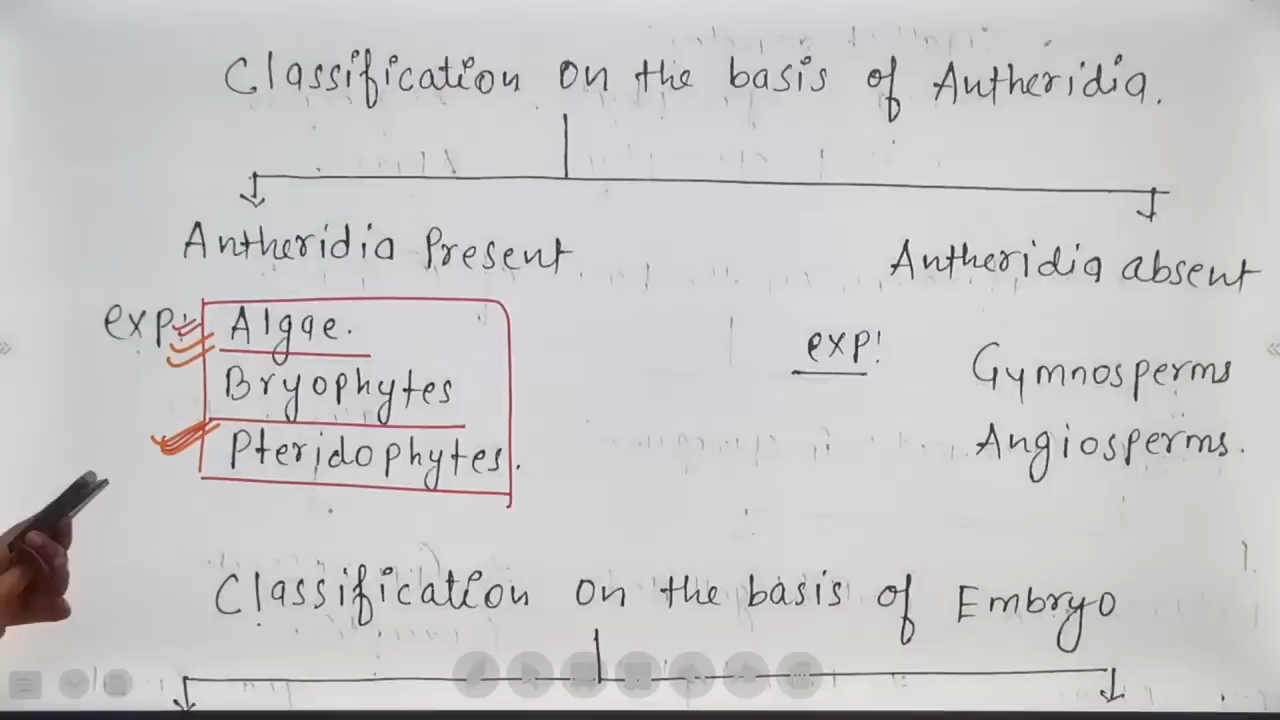 Classification on the basis of Antheridia.
Antheridia Present.
Antheridia absent
exp:
Algae.
Bryophytes
Pteridophytes.
exp!
Gymnosperms
Angiosperms.
Classification on the basis of Embryo